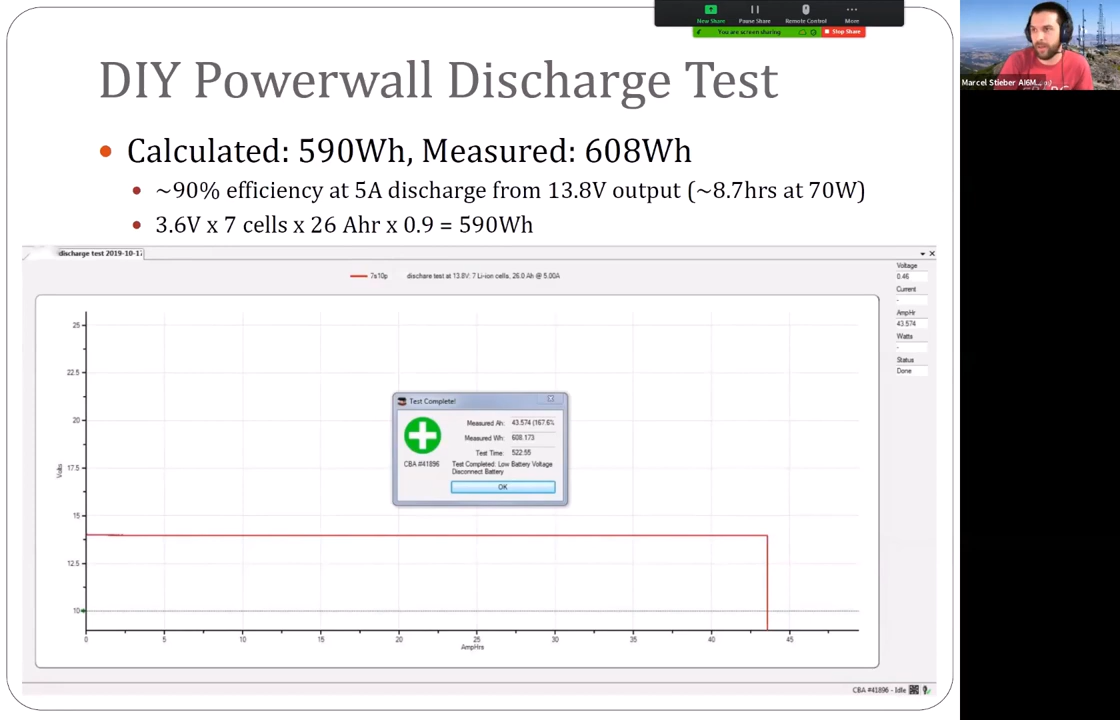 New Share
Pause Share
Remote Control
More
You are screen sharing
Stop Share
Marcel Stieber AI6M...
DIY Powerwall Discharge Test
• Calculated: 590Wh, Measured: 608Wh
• ~90% efficiency at 5A discharge from 13.8V output (~8.7hrs at 70W)
• 3.6V x 7 cells x 26 Ahr x 0.9 = 590Wh
discharge test 2019-10-1
7s10p
dischare test at 13.8V: 7 Li-ion cells, 26.0 Ah @ 5.00A
Voltage
0.46
Current
-
AmpHr
43.574
Watts
-
Status
Done
25
22.5
20
17.5
15
12.5
10
Volts
0 5 10 15 20 25 30 35 40 45
AmpHrs
Test Complete!
Measured Ah: 43.574 (167.6%
Measured Wh: 608.173
Test Time: 522:55
CBA #41896
Test Completed: Low Battery Voltage
Disconnect Battery
OK
CBA #41896 - Idle